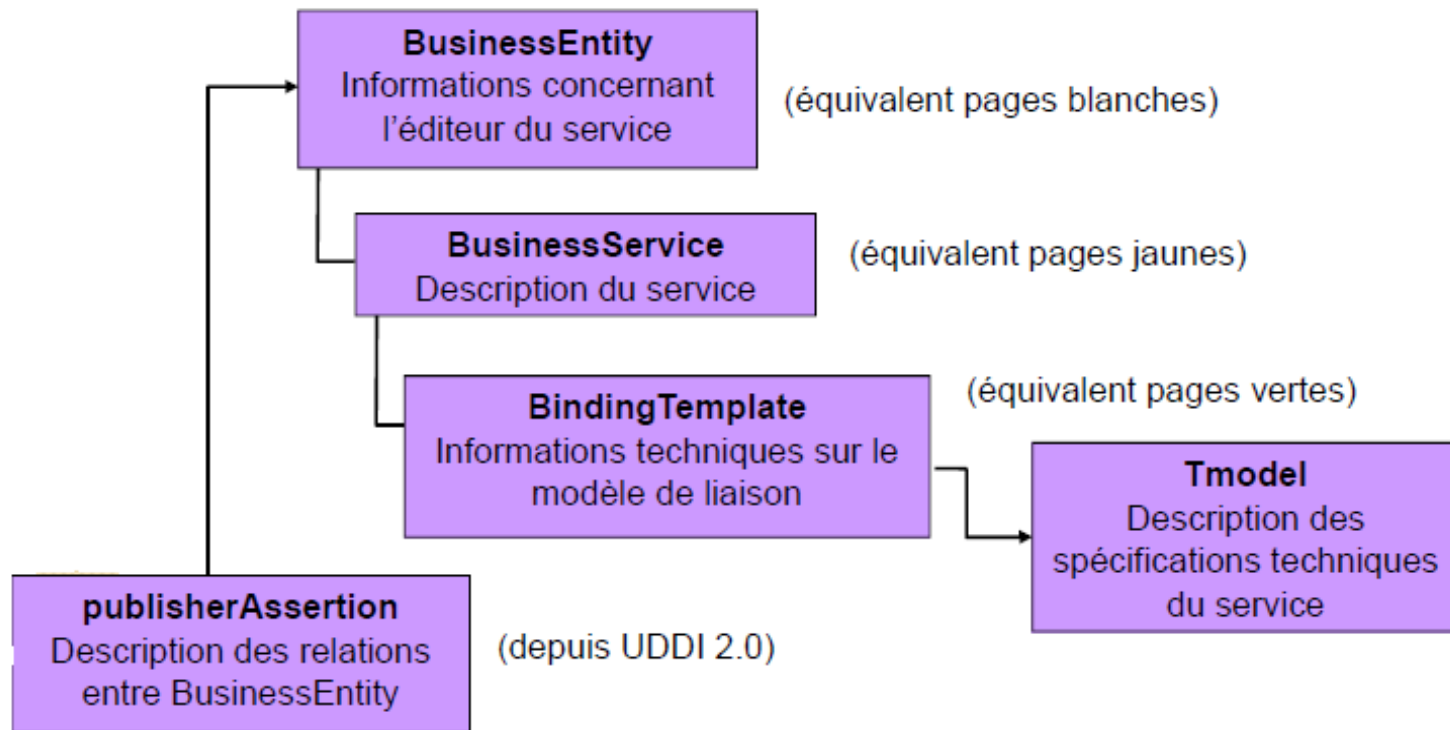 BusinessEntity
Informations concernant
l'éditeur du service
(équivalent pages blanches)
BusinessService
Description du service
(équivalent pages jaunes)
BindingTemplate
Informations techniques sur le
modèle de liaison
(équivalent pages vertes)
Tmodel
Description des
spécifications techniques
du service
publisherAssertion
Description des relations
entre BusinessEntity
(depuis UDDI 2.0)